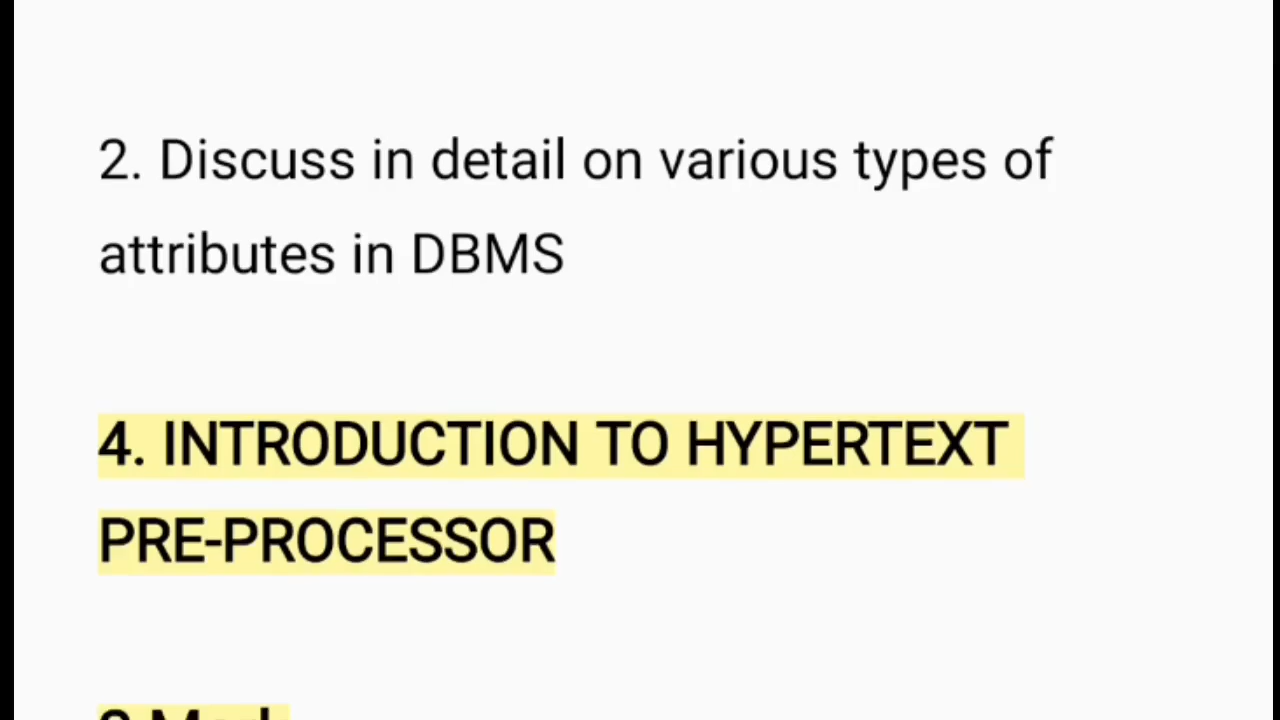 2. Discuss in detail on various types of
attributes in DBMS
4. INTRODUCTION TO HYPERTEXT
PRE-PROCESSOR